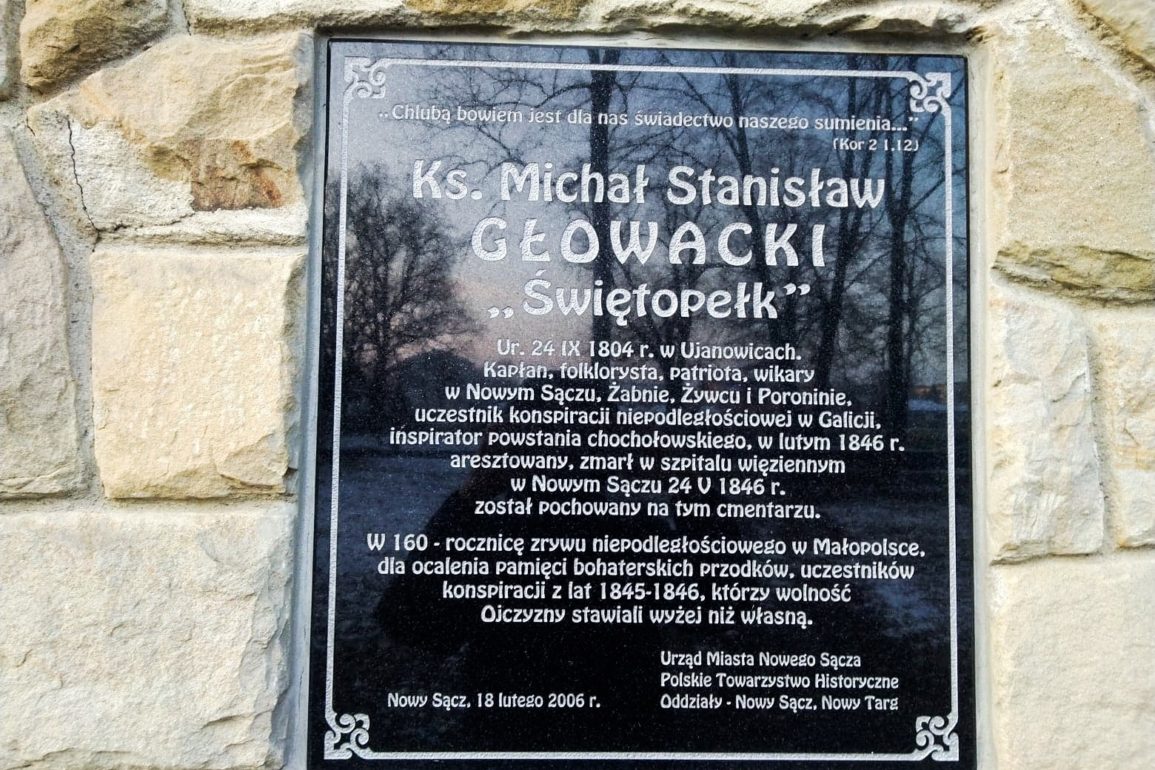 „Chlubą bowiem jest dla nas świadectwo naszego sumienia..."
(Kor 2 1.12)
Ks. Michał Stanisław
GŁOWACKI
„Świętopełk"
Ur. 24 IX 1804 r. w Ujanowicach.
Kapłan, folklorysta, patriota, wikary
w Nowym Sączu, Żabnie, Żywcu i Poroninie,
uczestnik konspiracji niepodległościowej w Galicji,
inspirator powstania chochołowskiego, w lutym 1846 r.
aresztowany, zmarł w szpitalu więziennym
w Nowym Sączu 24 V 1846 r.
został pochowany na tym cmentarzu.
W 160 - rocznicę zrywu niepodległościowego w Małopolsce,
dla ocalenia pamięci bohaterskich przodków, uczestników
konspiracji z lat 1845-1846, którzy wolność
Ojczyzny stawiali wyżej niż własną.
Urząd Miasta Nowego Sącza
Polskie Towarzystwo Historyczne
Nowy Sącz, 18 lutego 2006 r. Oddziały - Nowy Sącz, Nowy Targ